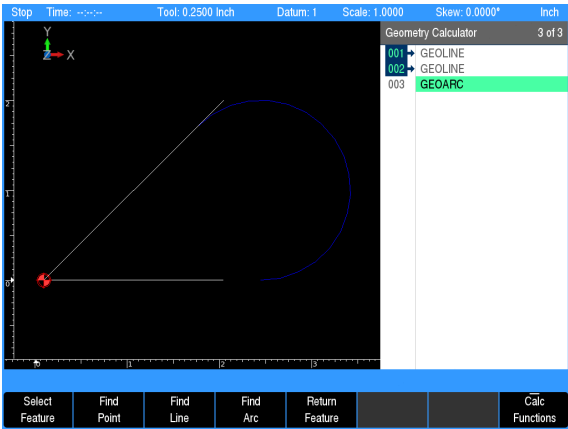 Stop Time: --:--:-- Tool: 0.2500 Inch Datum: 1 Scale: 1.0000 Skew: 0.0000° Inch
Geometry Calculator 3 of 3
Y
Z X
001 GEOLINE
002 GEOLINE
003 GEOARC
2
1
0
0 1 2 3
Select Feature
Find Point
Find Line
Find Arc
Return Feature
Calc Functions